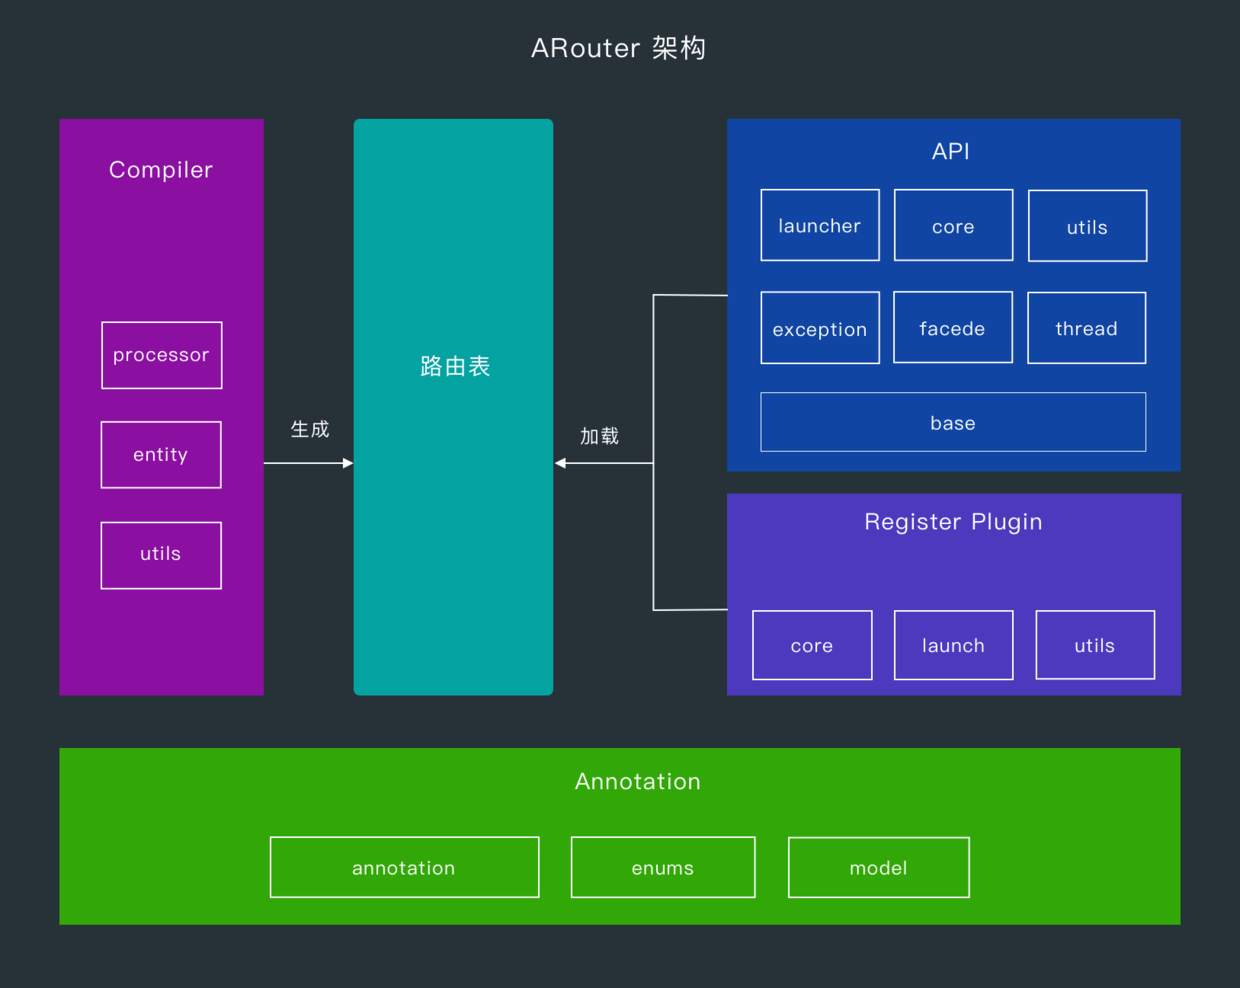 ARouter 架构
Compiler
processor
entity
utils
生成
路由表
加载
API
launcher
core
utils
exception
facede
thread
base
Register Plugin
core
launch
utils
Annotation
annotation
enums
model